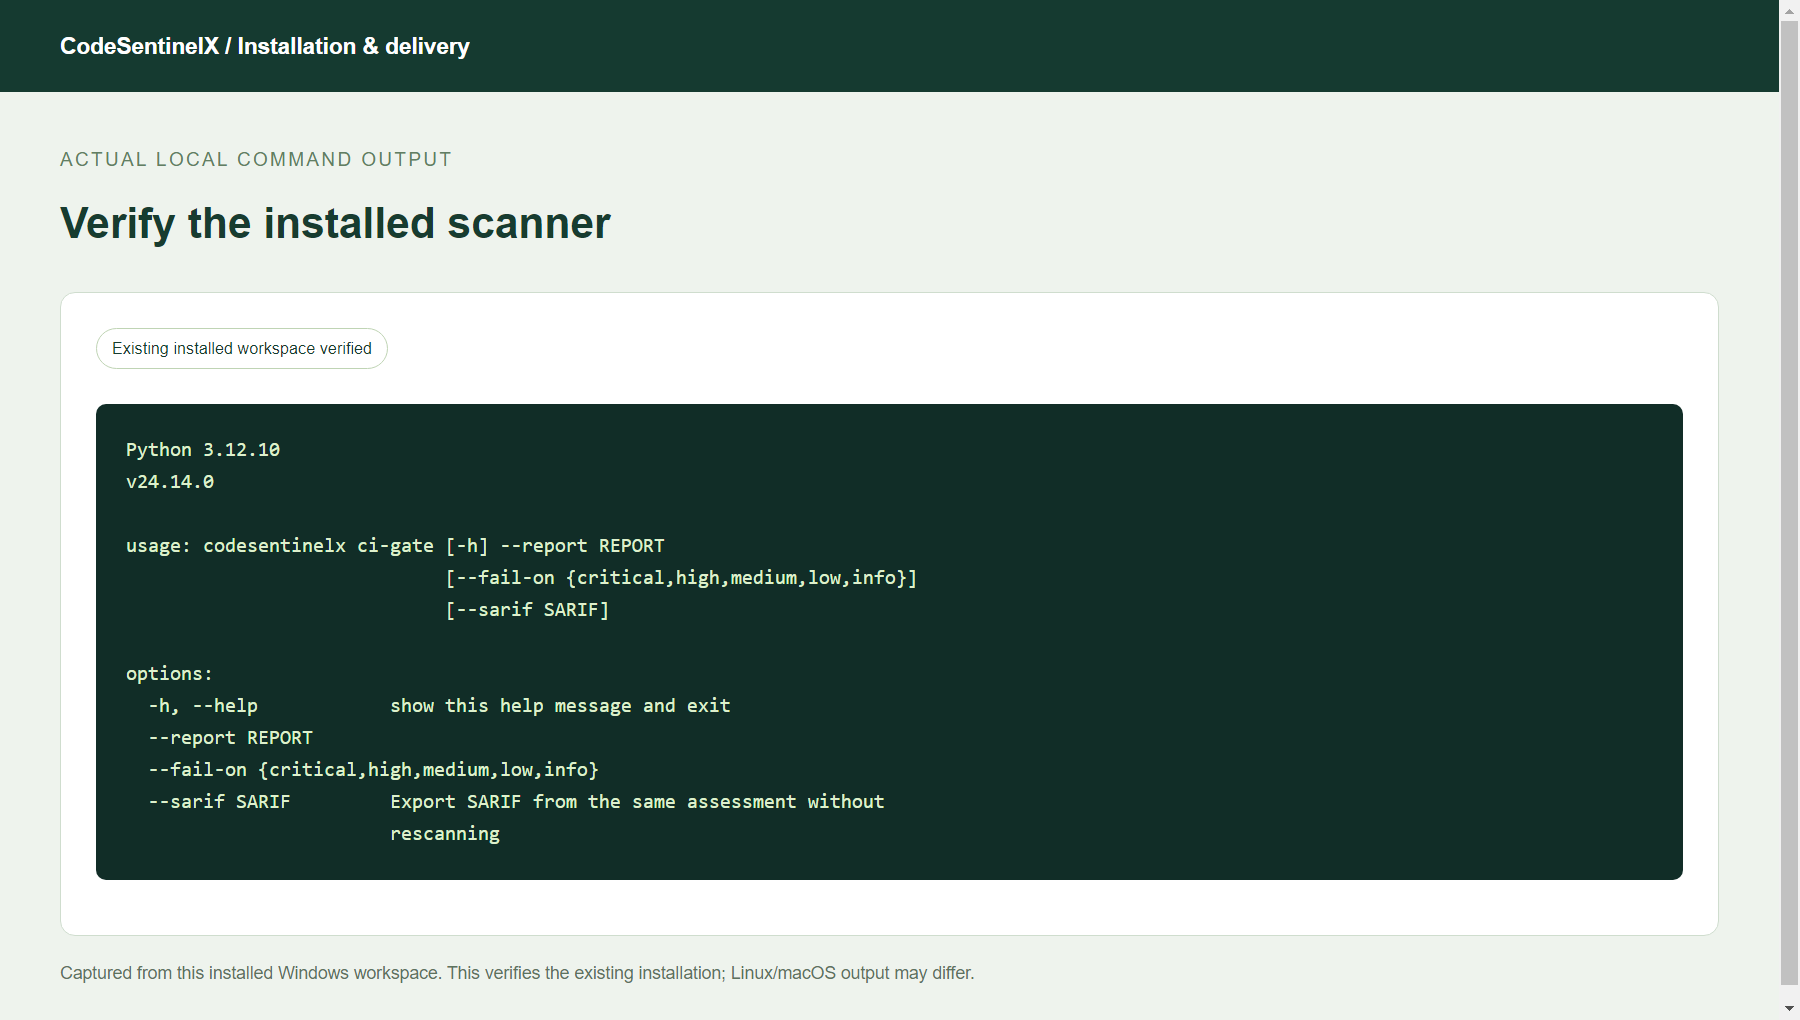 CodeSentinelX / Installation & delivery
ACTUAL LOCAL COMMAND OUTPUT
Verify the installed scanner
Existing installed workspace verified
Python 3.12.10
v24.14.0
usage: codesentinelx ci-gate [-h] --report REPORT
[--fail-on {critical,high,medium,low,info}]
[--sarif SARIF]
options:
-h, --help show this help message and exit
--report REPORT
--fail-on {critical,high,medium,low,info}
--sarif SARIF Export SARIF from the same assessment without
rescanning
Captured from this installed Windows workspace. This verifies the existing installation; Linux/macOS output may differ.